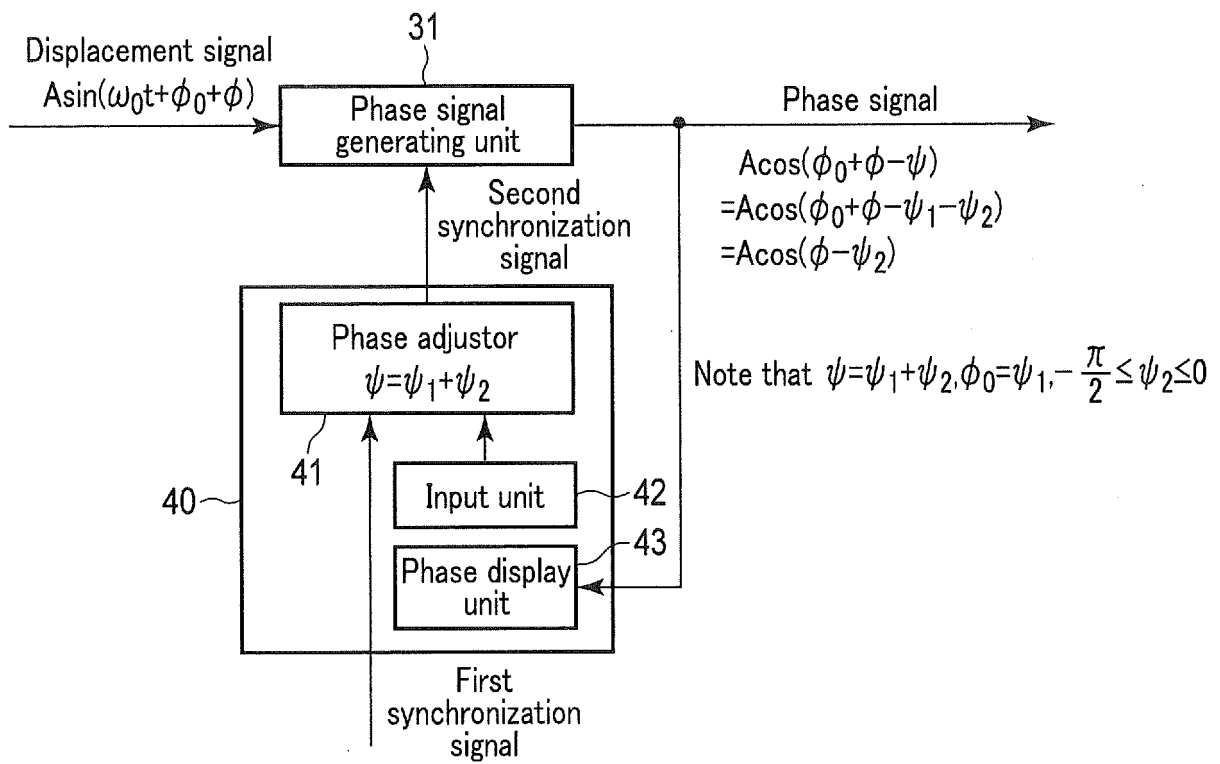 31
Displacement signal
Asin(ω₀t+ϕ₀+ϕ)
Phase signal
generating unit
Phase signal
Acos(ϕ₀+ϕ−ψ)
=Acos(ϕ₀+ϕ−ψ₁−ψ₂)
=Acos(ϕ−ψ₂)
Second
synchronization
signal
Phase adjustor
ψ=ψ₁+ψ₂
Note that ψ=ψ₁+ψ₂,ϕ₀=ψ₁,−π/2≤ψ₂≤0
41
40
Input unit
42
43
Phase display
unit
First
synchronization
signal